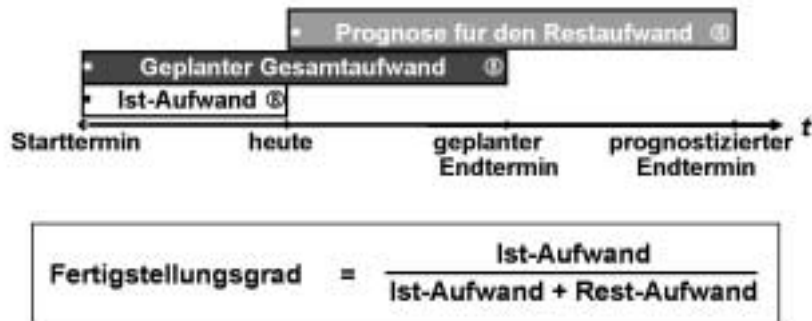 Prognose für den Restaufwand
Geplanter Gesamtaufwand
Ist-Aufwand
t
Starttermin heute geplanter prognostizierter
Endtermin Endtermin
Fertigstellungsgrad = Ist-Aufwand
Ist-Aufwand + Rest-Aufwand